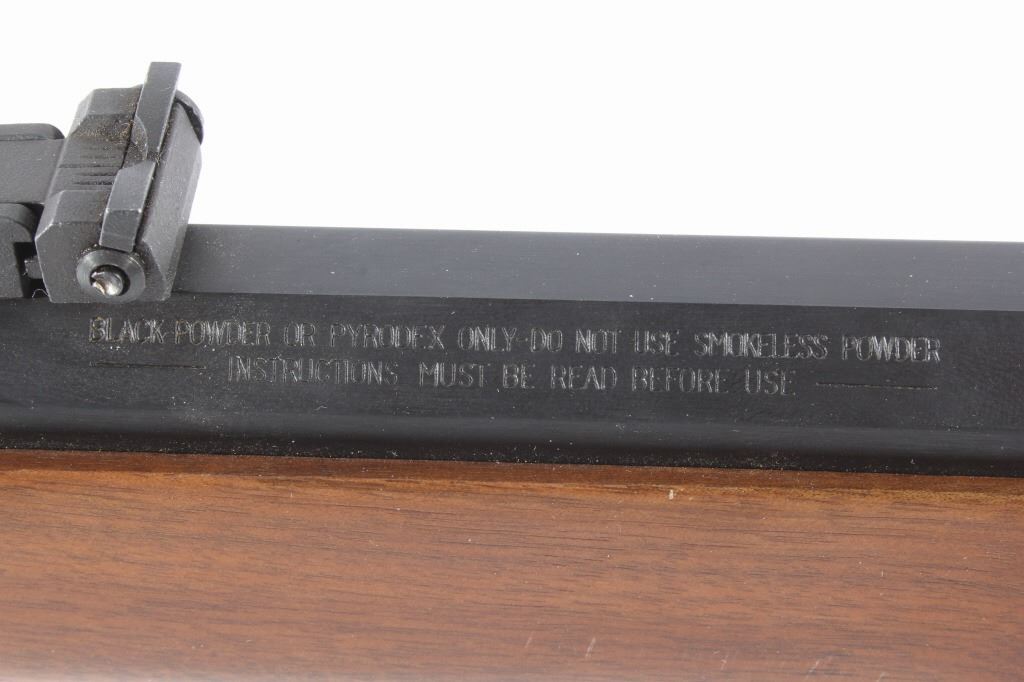 BLACK POWDER OR PYRODEX ONLY-DO NOT USE SMOKELESS POWDER
INSTRUCTIONS MUST BE READ BEFORE USE